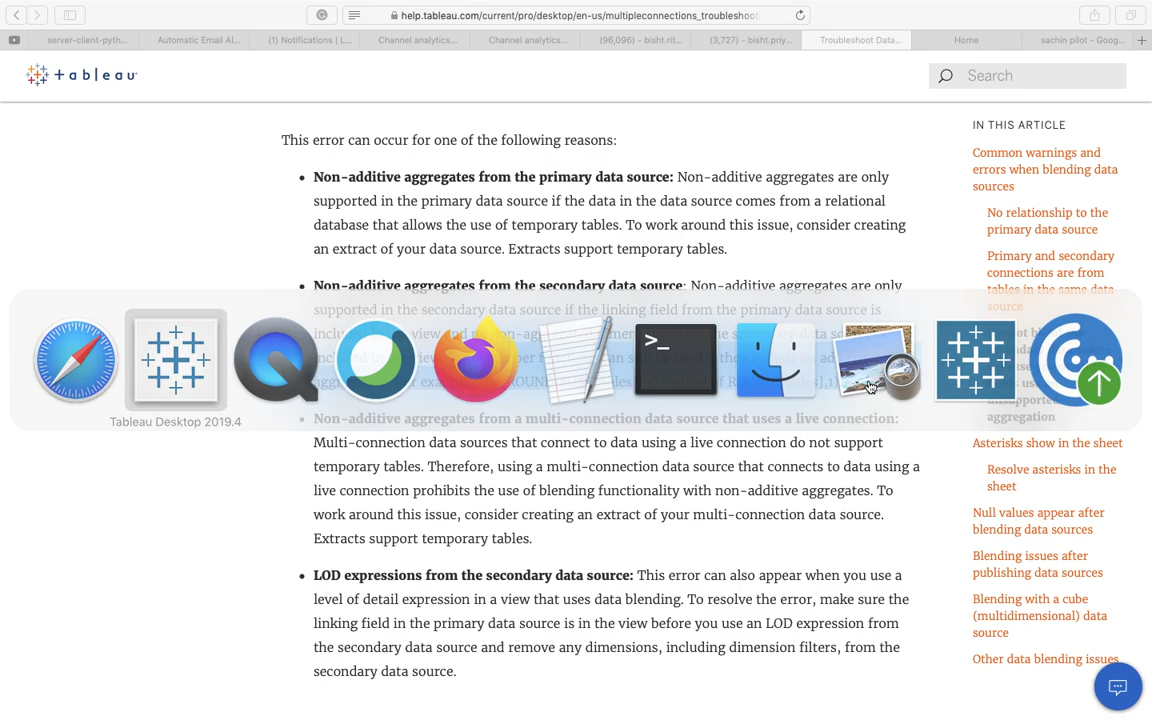 help.tableau.com/current/pro/desktop/en-us/multipleconnections_troubleshoot
server-client-pyth...
Automatic Email Al...
(1) Notifications | L...
Channel analytics...
Channel analytics...
(96,096) - bisht.rit...
(3,727) - bisht.priy...
Troubleshoot Data...
Home
sachin pilot - Goog...
+ableau
Search
This error can occur for one of the following reasons:
• Non-additive aggregates from the primary data source: Non-additive aggregates are only
supported in the primary data source if the data in the data source comes from a relational
database that allows the use of temporary tables. To work around this issue, consider creating
an extract of your data source. Extracts support temporary tables.
• Non-additive aggregates from the secondary data source: Non-additive aggregates are only
supported in the secondary data source if the linking field from the primary data source is
Tableau Desktop 2019.4
• Non-additive aggregates from a multi-connection data source that uses a live connection:
Multi-connection data sources that connect to data using a live connection do not support
temporary tables. Therefore, using a multi-connection data source that connects to data using a
live connection prohibits the use of blending functionality with non-additive aggregates. To
work around this issue, consider creating an extract of your multi-connection data source.
Extracts support temporary tables.
• LOD expressions from the secondary data source: This error can also appear when you use a
level of detail expression in a view that uses data blending. To resolve the error, make sure the
linking field in the primary data source is in the view before you use an LOD expression from
the secondary data source and remove any dimensions, including dimension filters, from the
secondary data source.
IN THIS ARTICLE
Common warnings and
errors when blending data
sources
No relationship to the
primary data source
Primary and secondary
connections are from
tables in the same data
source
unsupported
aggregation
Asterisks show in the sheet
Resolve asterisks in the
sheet
Null values appear after
blending data sources
Blending issues after
publishing data sources
Blending with a cube
(multidimensional) data
source
Other data blending issues